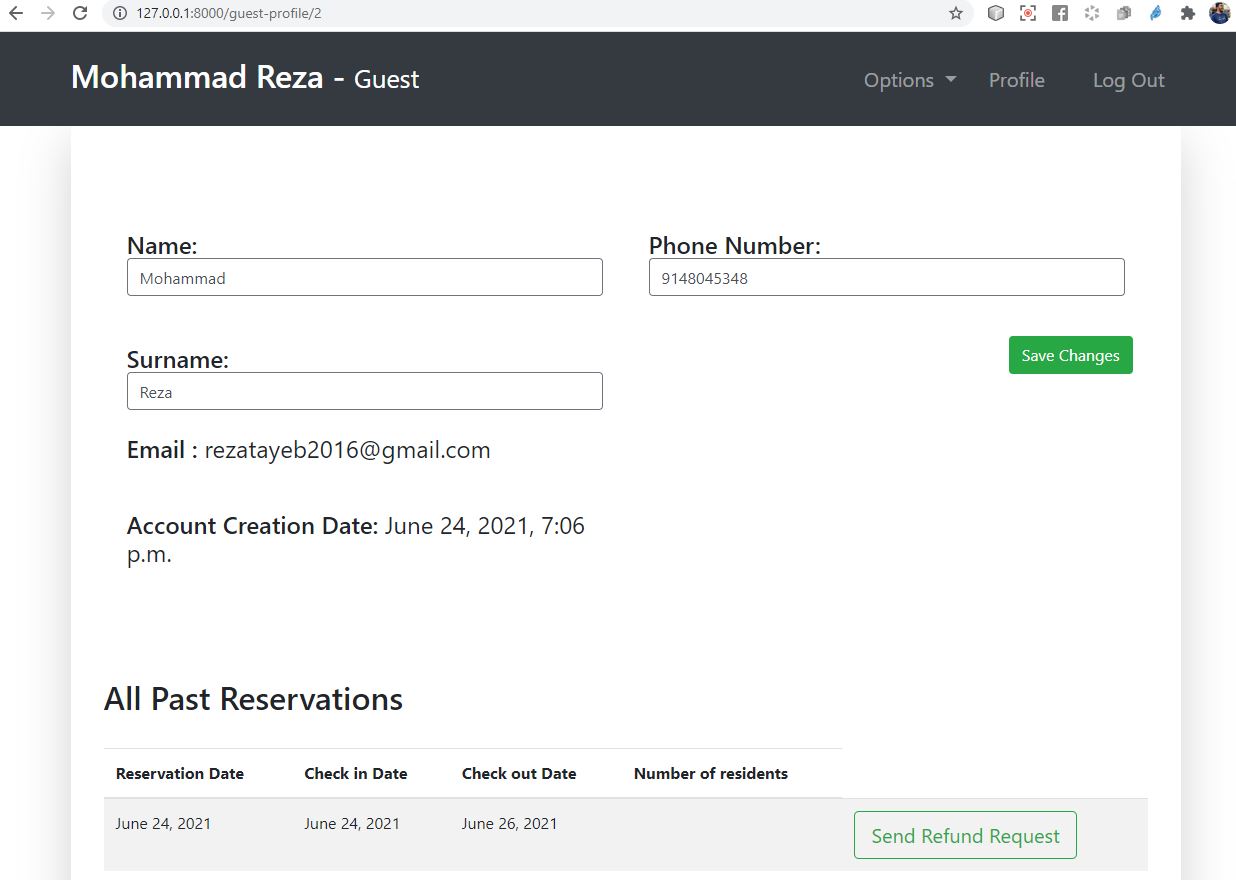 127.0.0.1:8000/guest-profile/2
Mohammad Reza - Guest
Options
Profile
Log Out
Name:
Phone Number:
Mohammad
9148045348
Surname:
Save Changes
Reza
Email : rezatayeb2016@gmail.com
Account Creation Date: June 24, 2021, 7:06
p.m.
All Past Reservations
Reservation Date Check in Date Check out Date Number of residents
June 24, 2021 June 24, 2021 June 26, 2021 Send Refund Request